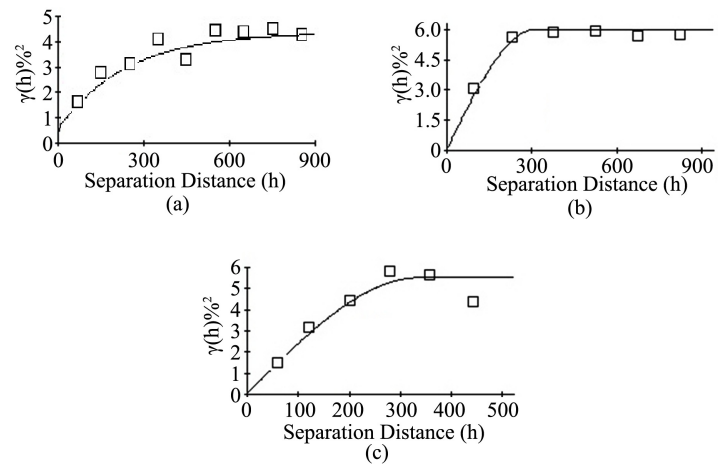 5
4
3
2
1
0
γ(h)%²
0 300 600 900
Separation Distance (h)
(a)
6.0
4.5
3.0
1.5
0
γ(h)%²
0 300 600 900
Separation Distance (h)
(b)
6
5
4
3
2
1
0
γ(h)%²
0 100 200 300 400 500
Separation Distance (h)
(c)